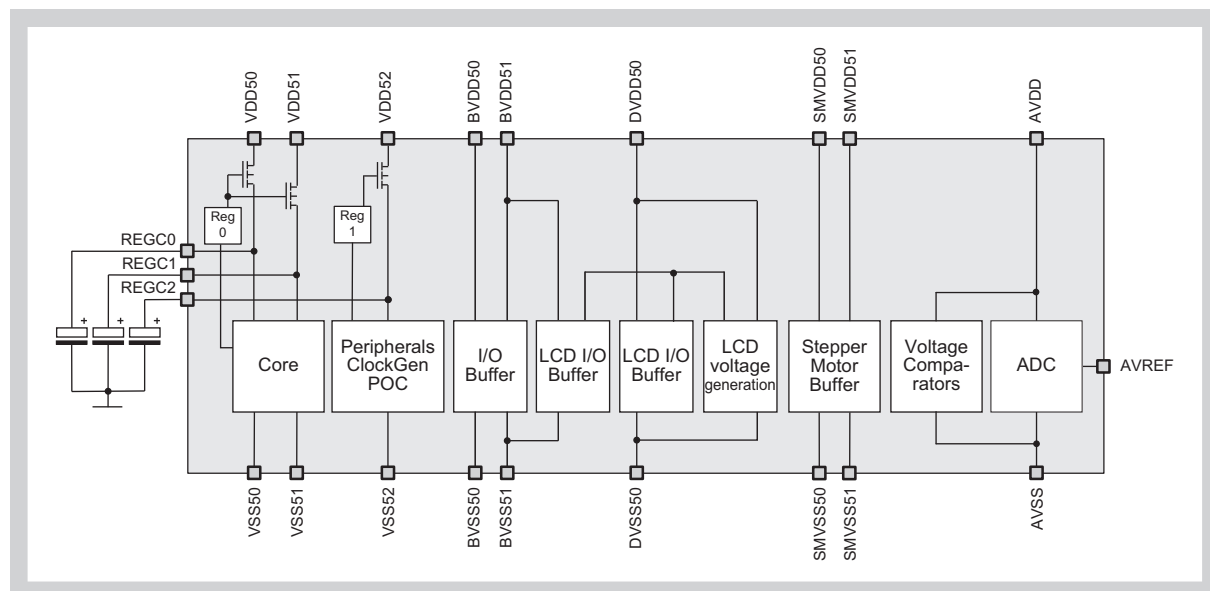 VDD50
VDD51
VDD52
BVDD50
BVDD51
DVDD50
SMVDD50
SMVDD51
AVDD
Reg
0
Reg
1
REGC0
REGC1
REGC2
+
+
+
Core
Peripherals
ClockGen
POC
I/O
Buffer
LCD I/O
Buffer
LCD I/O
Buffer
LCD
voltage
generation
Stepper
Motor
Buffer
Voltage
Compa-
rators
ADC
AVREF
VSS50
VSS51
VSS52
BVSS50
BVSS51
DVSS50
SMVSS50
SMVSS51
AVSS